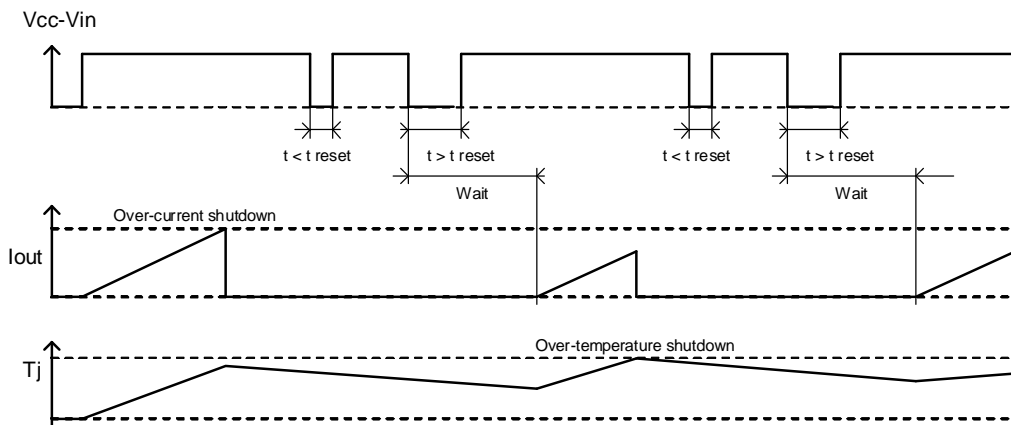 Vcc-Vin
t < t reset
t > t reset
t < t reset
t > t reset
Wait
Wait
Over-current shutdown
Iout
Over-temperature shutdown
Tj